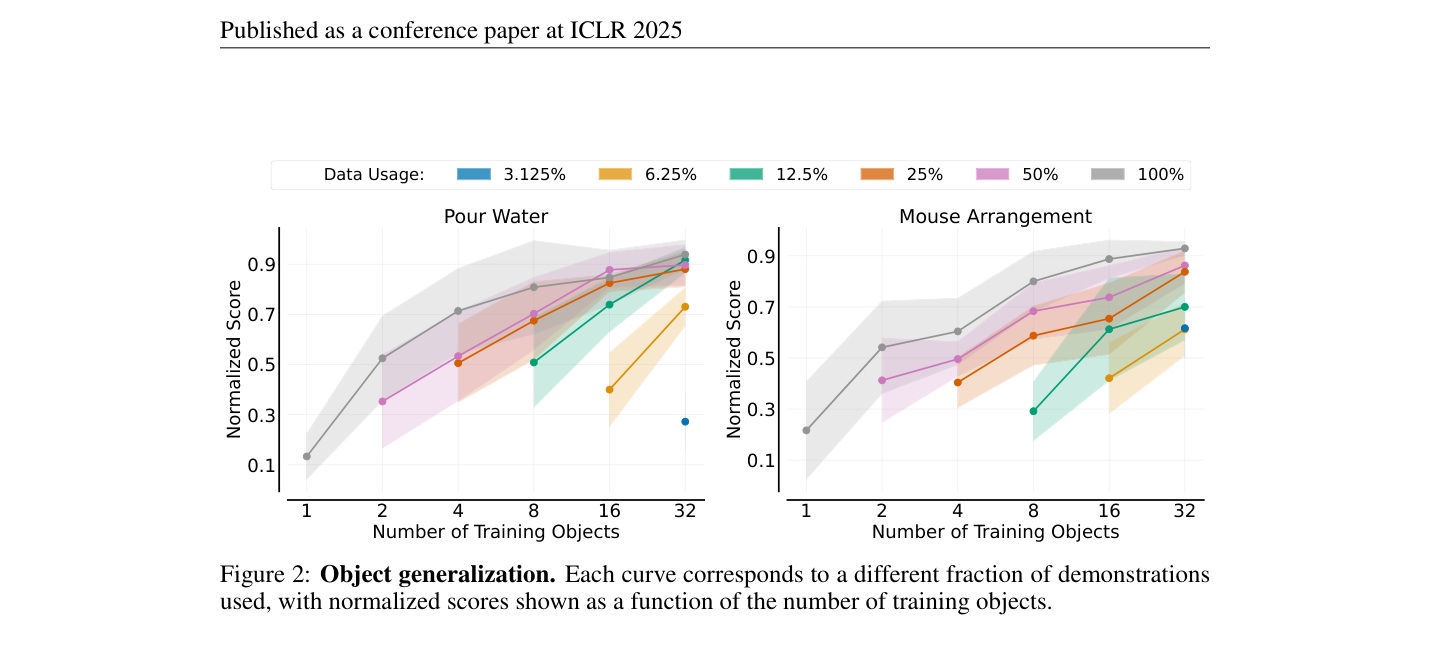 Published as a conference paper at ICLR 2025
Data Usage: 3.125% 6.25% 12.5% 25% 50% 100%
Pour Water
Normalized Score
0.9
0.7
0.5
0.3
0.1
1 2 4 8 16 32
Number of Training Objects
Mouse Arrangement
Normalized Score
0.9
0.7
0.5
0.3
0.1
1 2 4 8 16 32
Number of Training Objects
Figure 2: Object generalization. Each curve corresponds to a different fraction of demonstrations
used, with normalized scores shown as a function of the number of training objects.